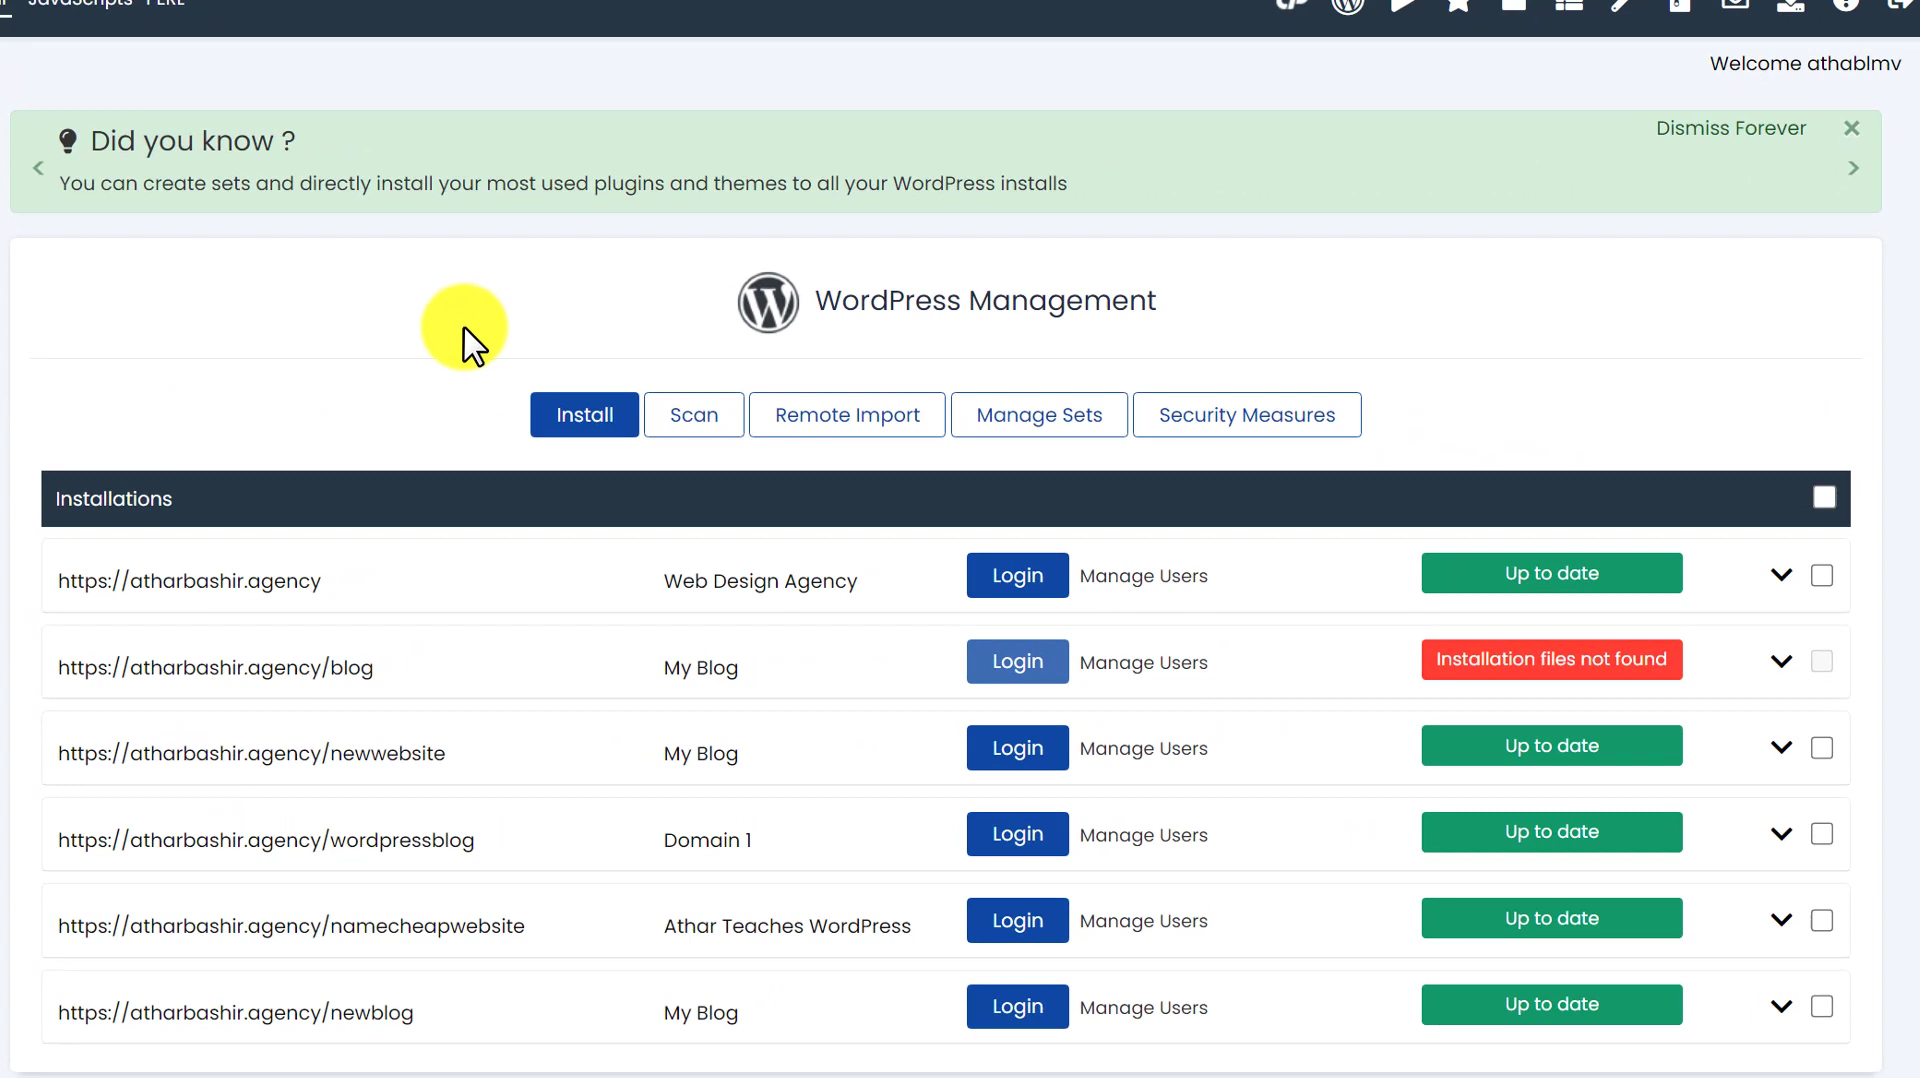 JavaScripts PERL
Welcome athablmv
Did you know ?
Dismiss Forever
You can create sets and directly install your most used plugins and themes to all your WordPress installs
WordPress Management
Install Scan Remote Import Manage Sets Security Measures
Installations
https://atharbashir.agency Web Design Agency Login Manage Users Up to date
https://atharbashir.agency/blog My Blog Login Manage Users Installation files not found
https://atharbashir.agency/newwebsite My Blog Login Manage Users Up to date
https://atharbashir.agency/wordpressblog Domain 1 Login Manage Users Up to date
https://atharbashir.agency/namecheapwebsite Athar Teaches WordPress Login Manage Users Up to date
https://atharbashir.agency/newblog My Blog Login Manage Users Up to date